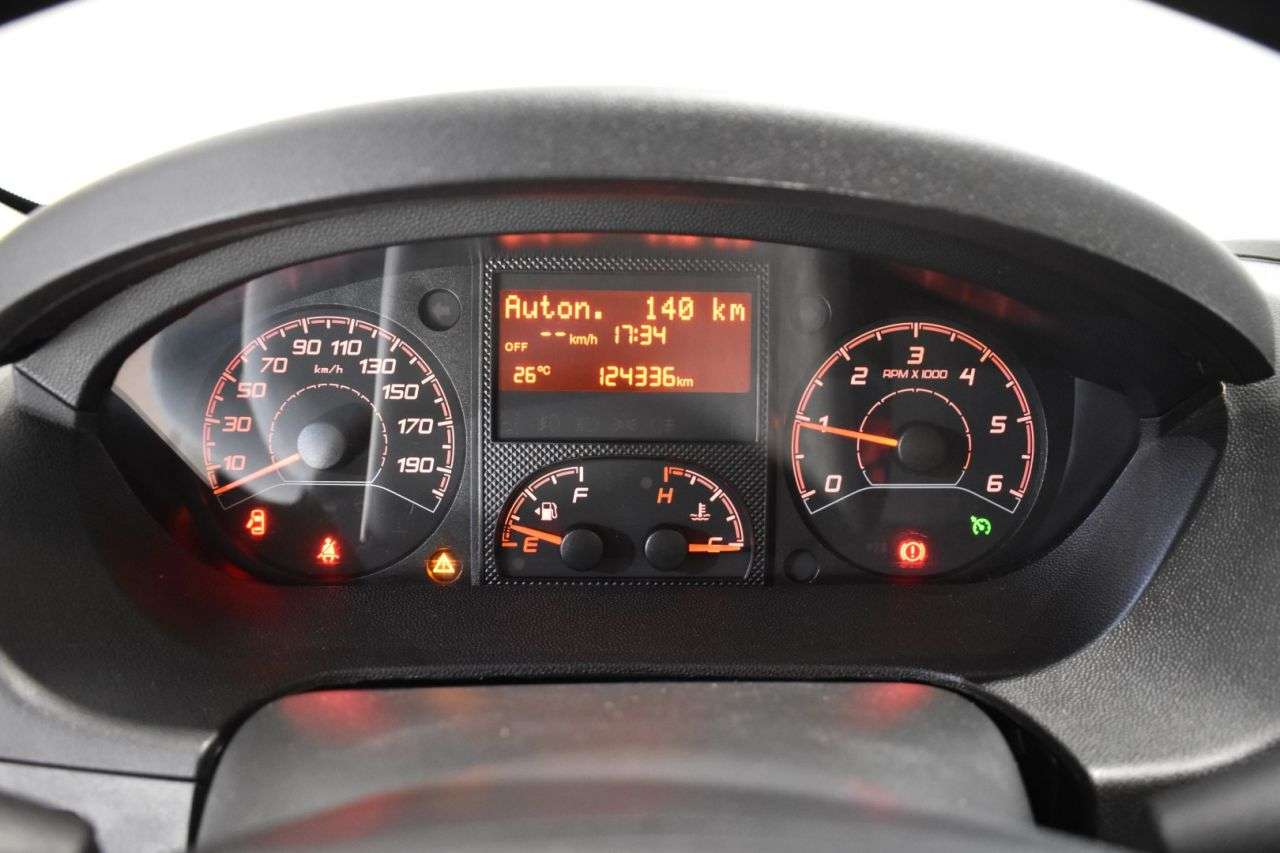 Auton. 140 km
--km/h 17:34
OFF
26°C 124336km
10 30 50 70 90 110 130 150 170 190
km/h
0 1 2 3 4 5 6
RPM X 1000
F
E
H
C